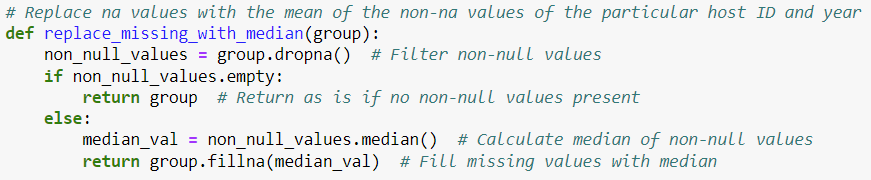 # Replace na values with the mean of the non-na values of the particular host ID and year
def replace_missing_with_median(group):
    non_null_values = group.dropna()  # Filter non-null values
    if non_null_values.empty:
        return group  # Return as is if no non-null values present
    else:
        median_val = non_null_values.median()  # Calculate median of non-null values
        return group.fillna(median_val)  # Fill missing values with median